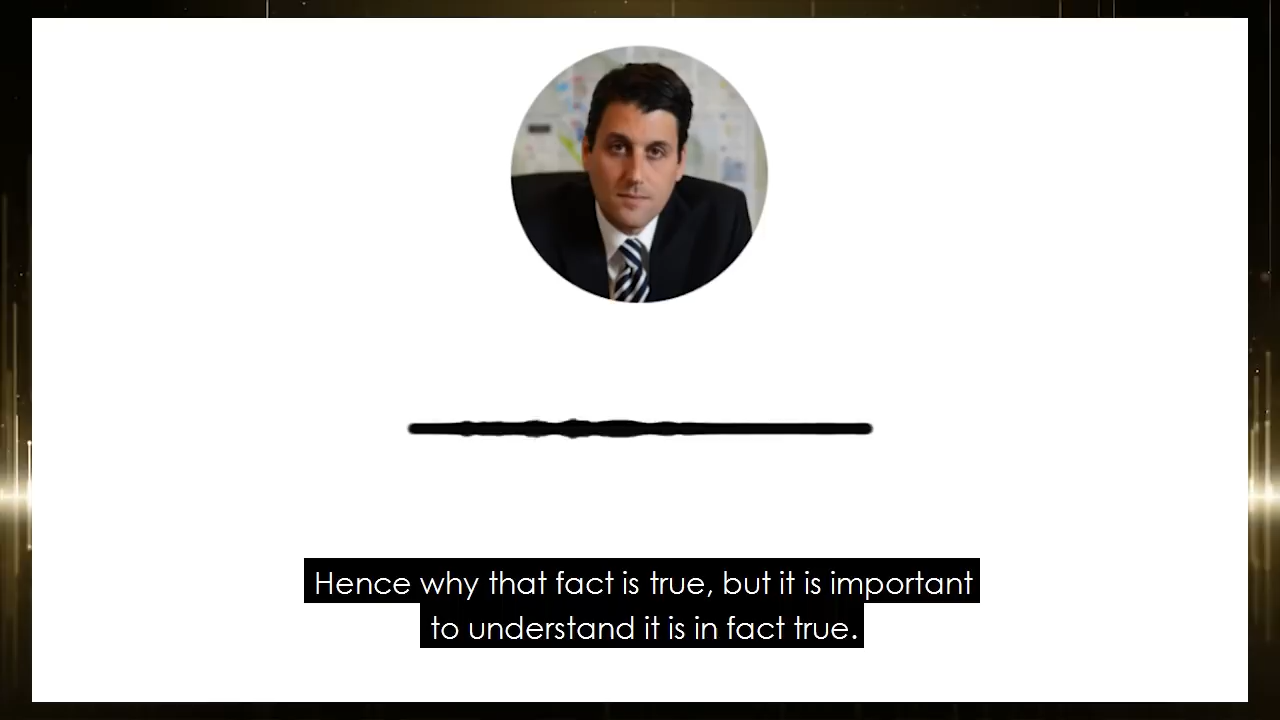 Hence why that fact is true, but it is important
to understand it is in fact true.